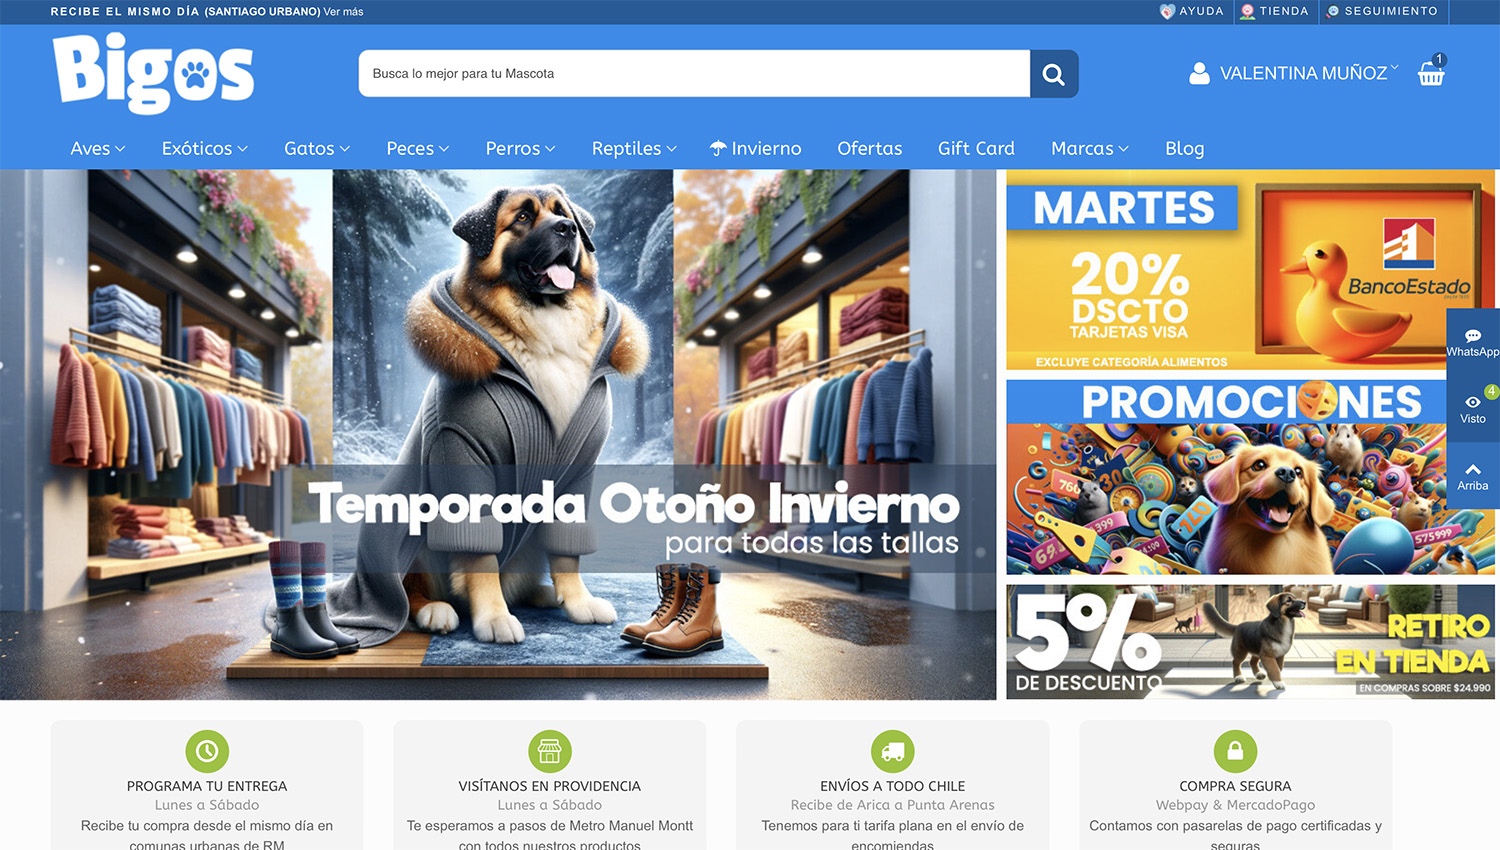 RECIBE EL MISMO DÍA (SANTIAGO URBANO) Ver más
AYUDA
TIENDA
SEGUIMIENTO
Bigos
Busca lo mejor para tu Mascota
VALENTINA MUÑOZ
1
Aves
Exóticos
Gatos
Peces
Perros
Reptiles
Invierno
Ofertas
Gift Card
Marcas
Blog
Temporada Otoño Invierno
para todas las tallas
MARTES
20%
DSCTO
TARJETAS VISA
EXCLUYE CATEGORÍA ALIMENTOS
BancoEstado
PROMOCIONES
5%
DE DESCUENTO
RETIRO
EN TIENDA
EN COMPRAS SOBRE $24.990
WhatsApp
4
Visto
Arriba
PROGRAMA TU ENTREGA
Lunes a Sábado
Recibe tu compra desde el mismo día en
comunas urbanas de RM
VISÍTANOS EN PROVIDENCIA
Lunes a Sábado
Te esperamos a pasos de Metro Manuel Montt
con todos nuestros productos
ENVÍOS A TODO CHILE
Recibe de Arica a Punta Arenas
Tenemos para ti tarifa plana en el envío de
encomiendas
COMPRA SEGURA
Webpay & MercadoPago
Contamos con pasarelas de pago certificadas y
seguras